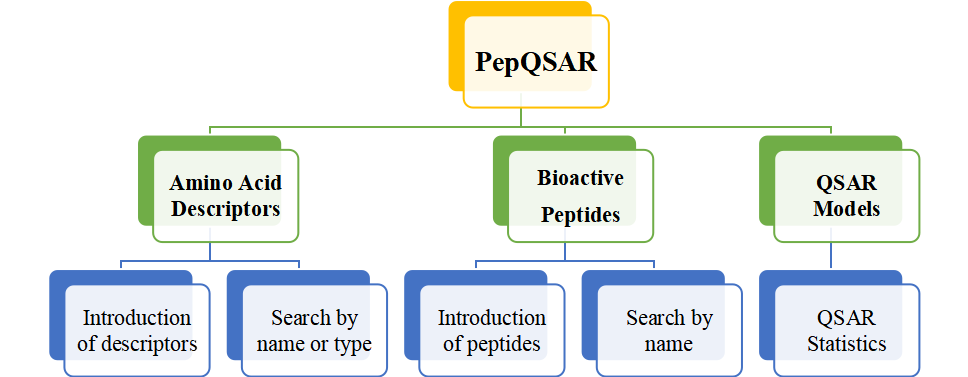 PepQSAR
Amino Acid
Descriptors
Bioactive
Peptides
QSAR
Models
Introduction
of descriptors
Search by
name or type
Introduction
of peptides
Search by
name
QSAR
Statistics